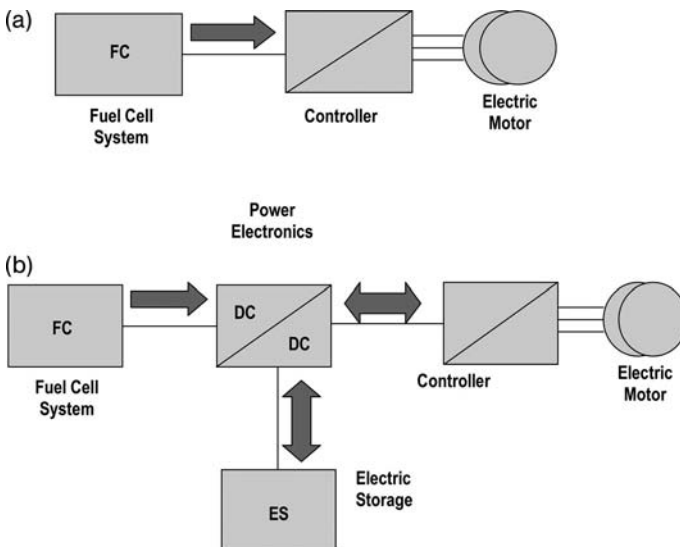 (a)
FC
Fuel Cell
System
Controller
Electric
Motor
Power
Electronics
(b)
FC
DC
DC
Fuel Cell
System
Controller
Electric
Motor
ES
Electric
Storage